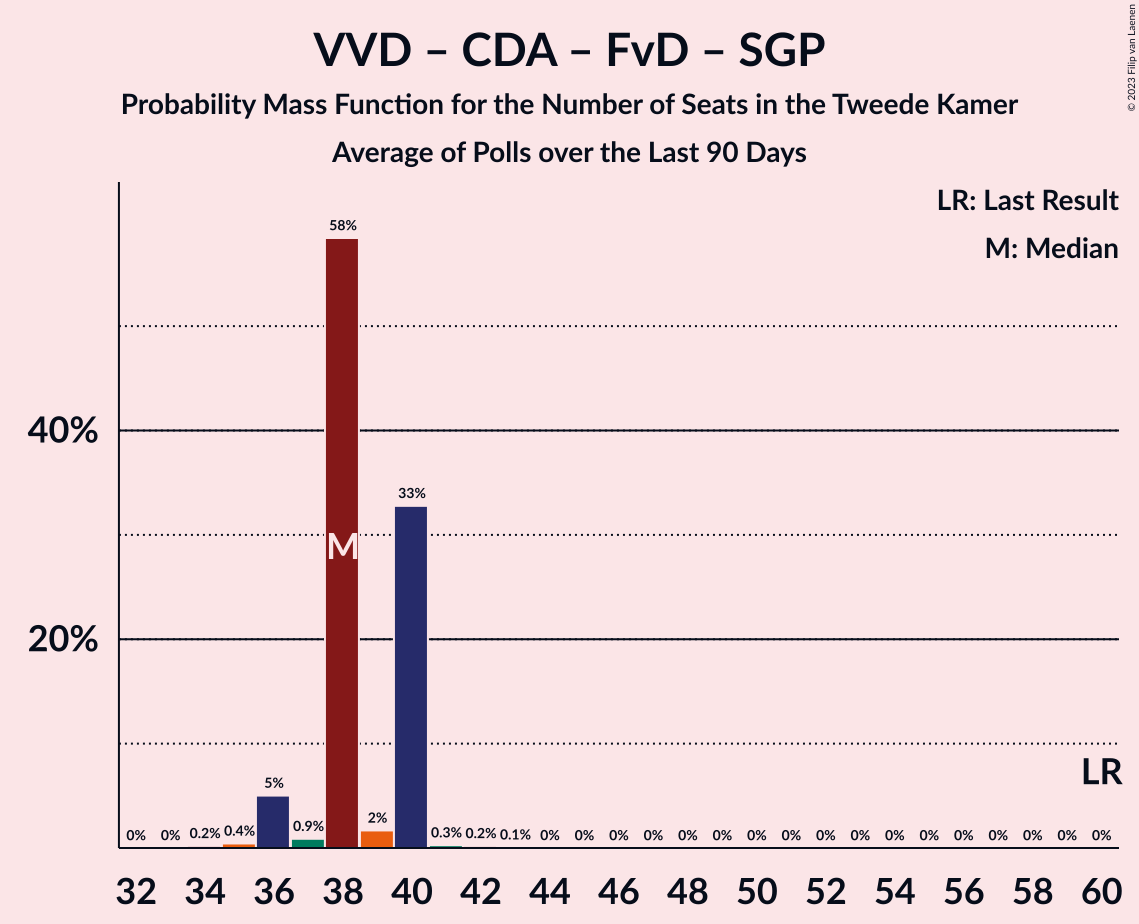 VVD – CDA – FvD – SGP
Probability Mass Function for the Number of Seats in the Tweede Kamer
Average of Polls over the Last 90 Days
© 2023 Filip van Laenen
LR: Last Result
M: Median
58%
40%
33%
M
20%
LR
0% 0% 0.2% 0.4% 5% 0.9% 2% 0.3% 0.2% 0.1% 0% 0% 0% 0% 0% 0% 0% 0% 0% 0% 0% 0% 0% 0% 0% 0% 0%
32 34 36 38 40 42 44 46 48 50 52 54 56 58 60